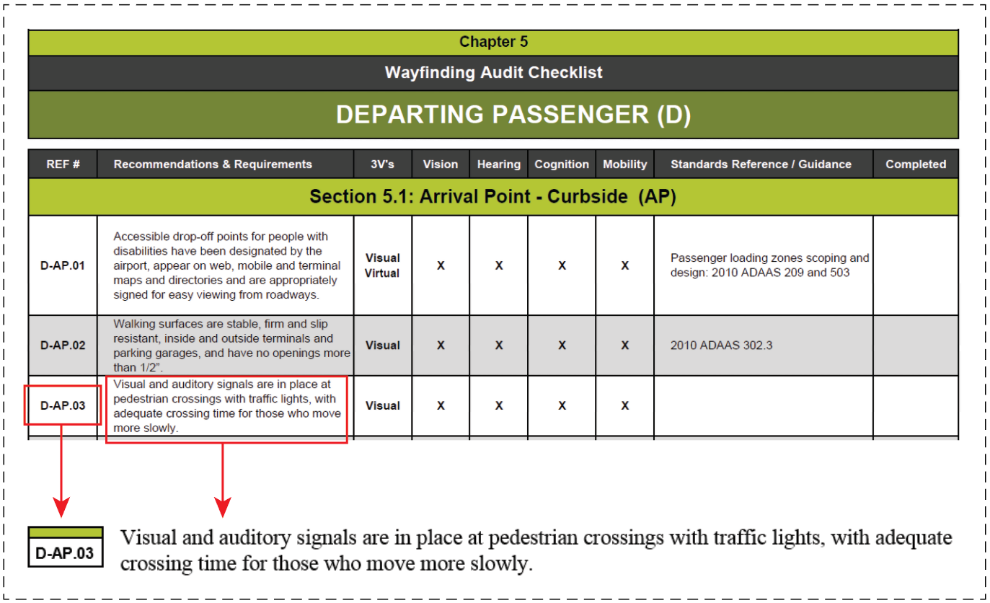 Chapter 5
Wayfinding Audit Checklist
DEPARTING PASSENGER (D)
REF # Recommendations & Requirements 3V's Vision Hearing Cognition Mobility Standards Reference / Guidance Completed
Section 5.1: Arrival Point - Curbside (AP)
Accessible drop-off points for people with
disabilities have been designated by the
airport, appear on web, mobile and terminal
maps and directories and are appropriately
signed for easy viewing from roadways.
D-AP.01
Visual
Virtual
X X X X
Passenger loading zones scoping and
design: 2010 ADAAS 209 and 503
Walking surfaces are stable, firm and slip
resistant, inside and outside terminals and
parking garages, and have no openings more
than 1/2”.
D-AP.02
Visual
X X X X
2010 ADAAS 302.3
Visual and auditory signals are in place at
pedestrian crossings with traffic lights, with
adequate crossing time for those who move
more slowly.
D-AP.03
Visual
X X X X
D-AP.03
Visual and auditory signals are in place at pedestrian crossings with traffic lights, with adequate
crossing time for those who move more slowly.